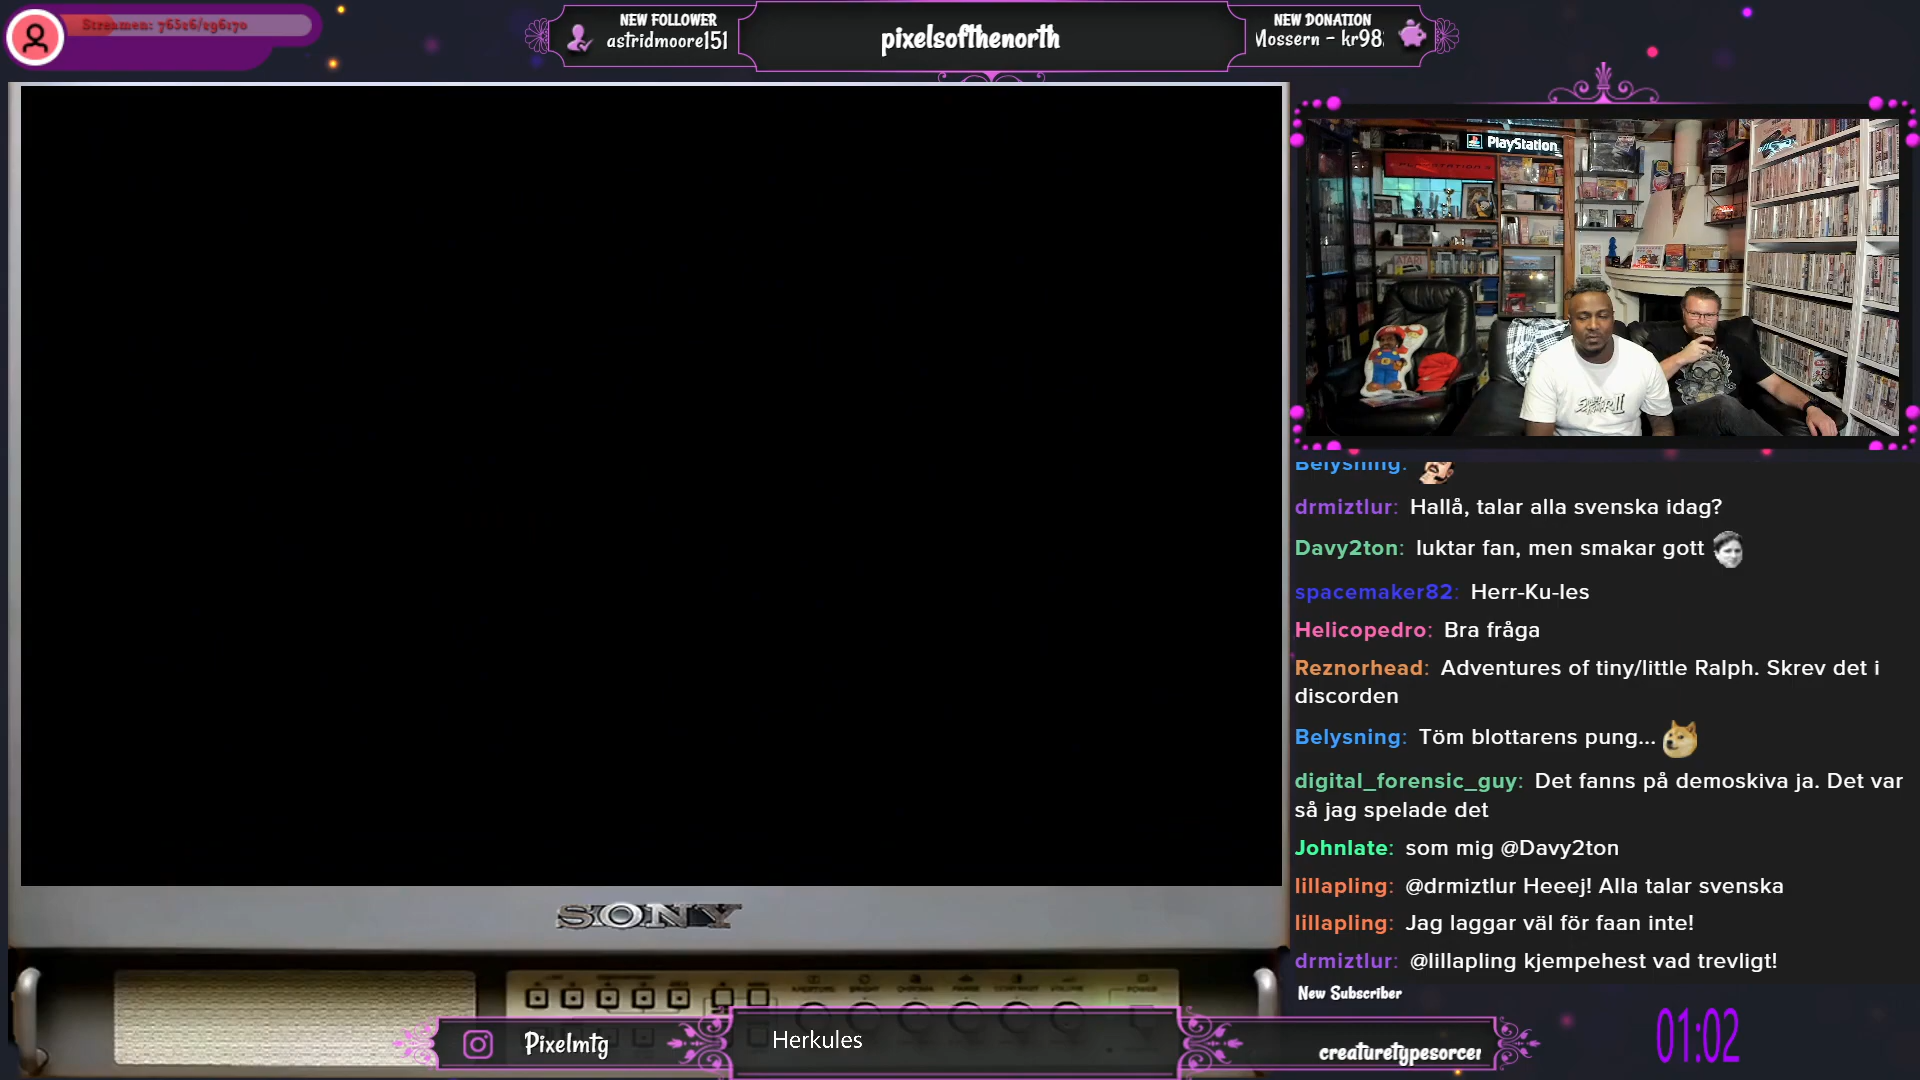 Streamen: 76526/296170
NEW FOLLOWER
astridmoore151
pixelsofthenorth
NEW DONATION
Mossern - kr98
PlayStation
SONY
Belysning:
drmiztlur: Hallå, talar alla svenska idag?
Davy2ton: luktar fan, men smakar gott
spacemaker82: Herr-Ku-les
Helicopedro: Bra fråga
Reznorhead: Adventures of tiny/little Ralph. Skrev det i
discorden
Belysning: Töm blottarens pung...
digital_forensic_guy: Det fanns på demoskiva ja. Det var
så jag spelade det
Johnlate: som mig @Davy2ton
lillapling: @drmiztlur Heeej! Alla talar svenska
lillapling: Jag laggar väl för faan inte!
drmiztlur: @lillapling kjempehest vad trevligt!
New Subscriber
creaturetypesorcer
Pixelmtg
Herkules
01:02